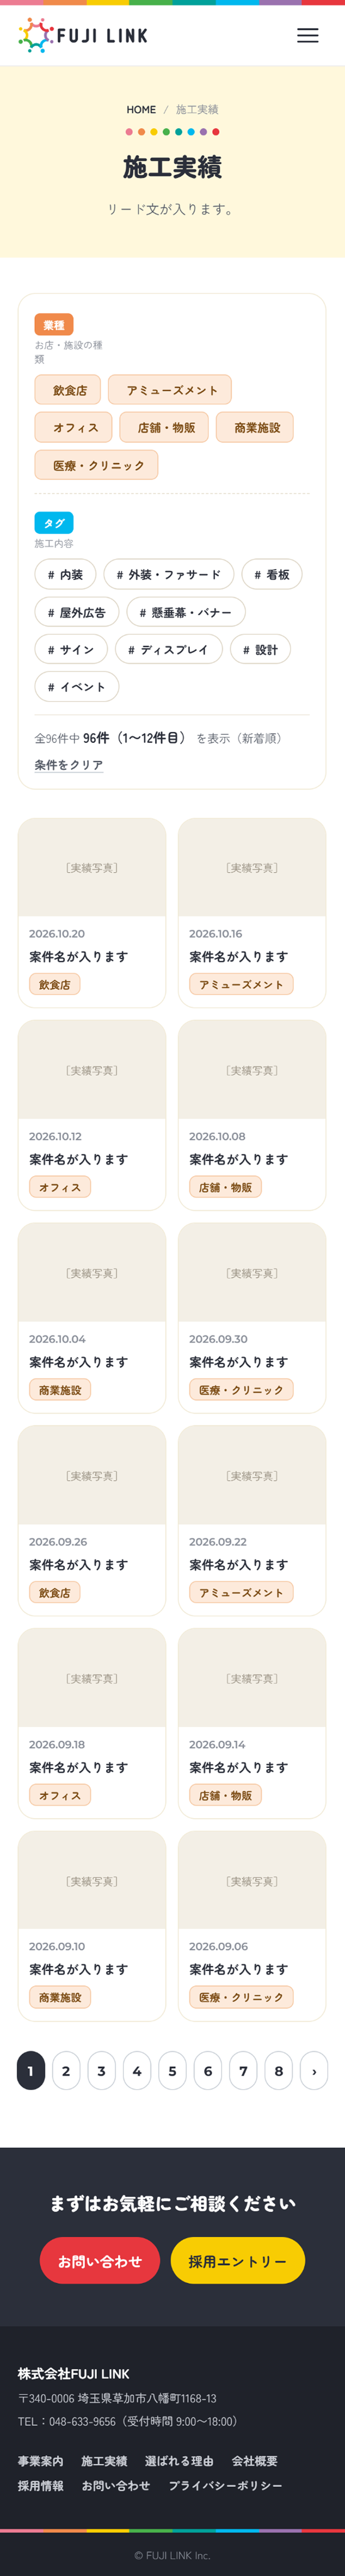 FUJI LINK
HOME / 施工実績
施工実績
リード文が入ります。
業種
お店・施設の種
類
飲食店 アミューズメント
オフィス 店舗・物販 商業施設
医療・クリニック
タグ
施工内容
# 内装 # 外装・ファサード # 看板
# 屋外広告 # 懸垂幕・バナー
# サイン # ディスプレイ # 設計
# イベント
全96件中 96件（1〜12件目） を表示（新着順）
条件をクリア
［実績写真］ ［実績写真］
2026.10.20 2026.10.16
案件名が入ります 案件名が入ります
飲食店 アミューズメント
［実績写真］ ［実績写真］
2026.10.12 2026.10.08
案件名が入ります 案件名が入ります
オフィス 店舗・物販
［実績写真］ ［実績写真］
2026.10.04 2026.09.30
案件名が入ります 案件名が入ります
商業施設 医療・クリニック
［実績写真］ ［実績写真］
2026.09.26 2026.09.22
案件名が入ります 案件名が入ります
飲食店 アミューズメント
［実績写真］ ［実績写真］
2026.09.18 2026.09.14
案件名が入ります 案件名が入ります
オフィス 店舗・物販
［実績写真］ ［実績写真］
2026.09.10 2026.09.06
案件名が入ります 案件名が入ります
商業施設 医療・クリニック
1 2 3 4 5 6 7 8 ›
まずはお気軽にご相談ください
お問い合わせ 採用エントリー
株式会社FUJI LINK
〒340-0006 埼玉県草加市八幡町1168-13
TEL：048-633-9656（受付時間 9:00〜18:00）
事業案内 施工実績 選ばれる理由 会社概要
採用情報 お問い合わせ プライバシーポリシー
© FUJI LINK Inc.